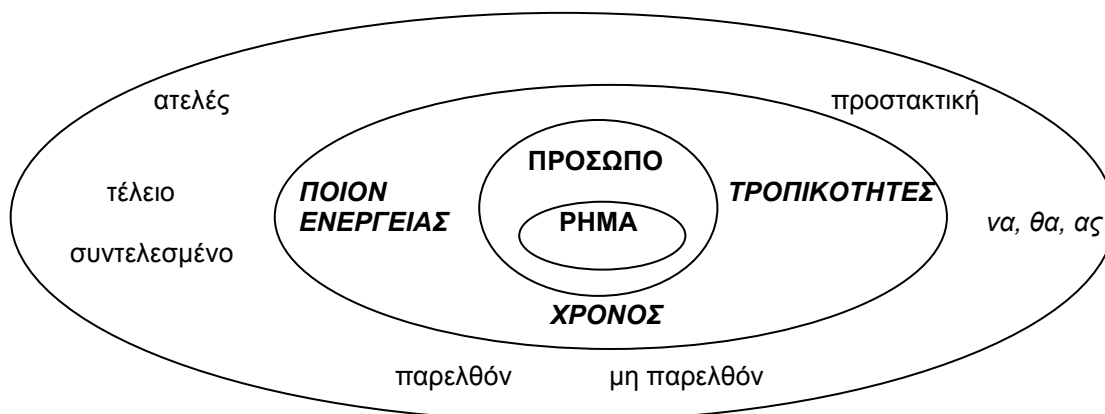 ατελές
προστακτική
ΠΡΟΣΩΠΟ
τέλειο
ΠΟΙΟΝ
ΕΝΕΡΓΕΙΑΣ
ΤΡΟΠΙΚΟΤΗΤΕΣ
ΡΗΜΑ
να, θα, ας
συντελεσμένο
ΧΡΟΝΟΣ
παρελθόν
μη παρελθόν